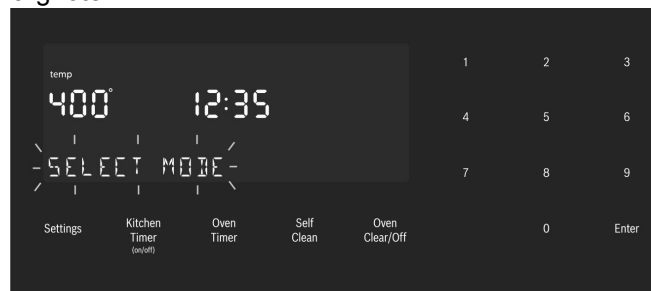 temp
400° 12:35
SELECT MODE
Settings
Kitchen
Timer
(on/off)
Oven
Timer
Self
Clean
Oven
Clear/Off
1 2 3
4 5 6
7 8 9
0 Enter